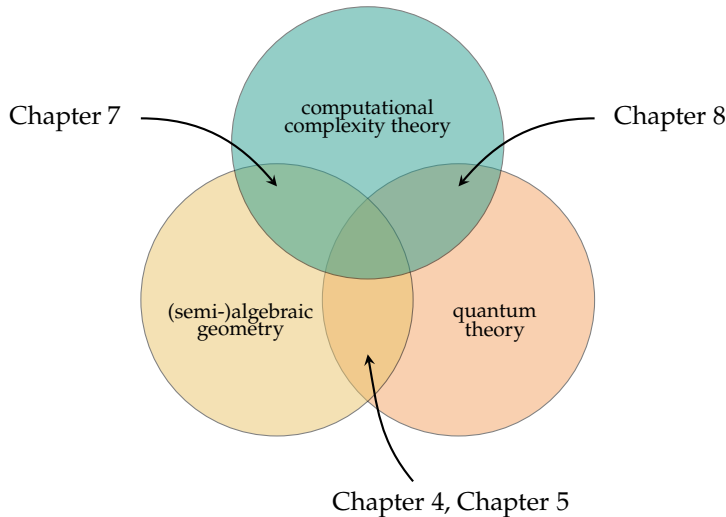 computational
complexity theory
Chapter 7
Chapter 8
(semi-)algebraic
geometry
quantum
theory
Chapter 4, Chapter 5